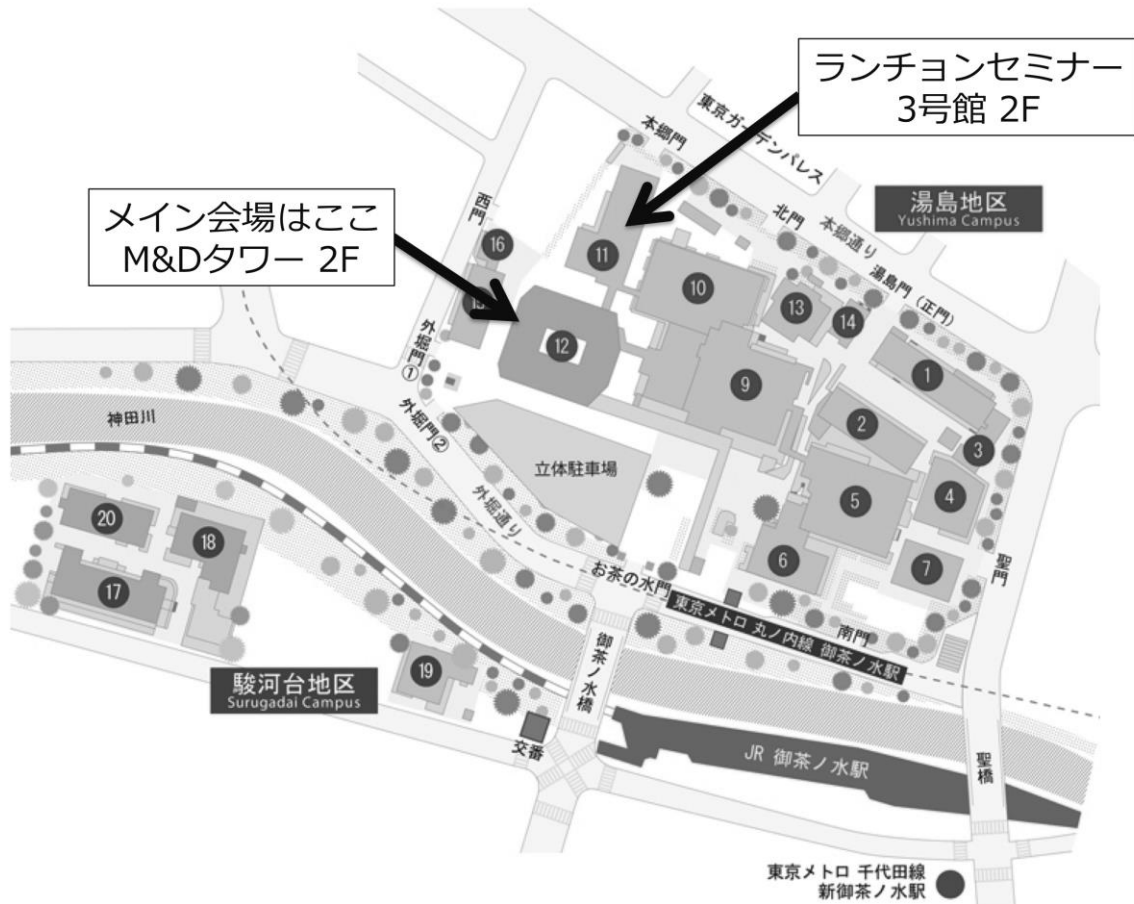 ランチョンセミナー
3号館 2F
メイン会場はここ
M&Dタワー 2F
東京ガーデンパレス
本郷門
湯島地区
Yushima Campus
西門
北門
本郷通り
湯島門(正門)
16
11
10
13
14
15
12
1
外堀門①
9
2
3
外堀門②
神田川
立体駐車場
5
4
外堀通り
20
18
6
7
聖門
17
お茶の水門
東京メトロ 丸ノ内線 御茶ノ水駅
南門
19
御茶ノ水橋
駿河台地区
Surugadai Campus
交番
JR 御茶ノ水駅
聖橋
東京メトロ 千代田線
新御茶ノ水駅